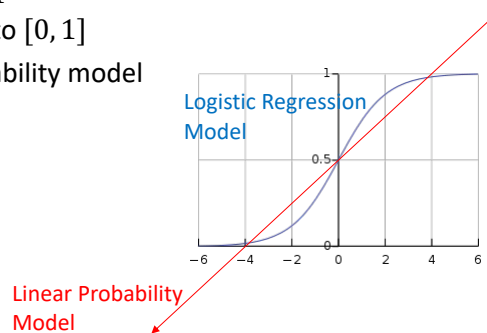 to [0, 1]
ability model
1
Logistic Regression
Model
0.5
0
−6 −4 −2 0 2 4 6
Linear Probability
Model